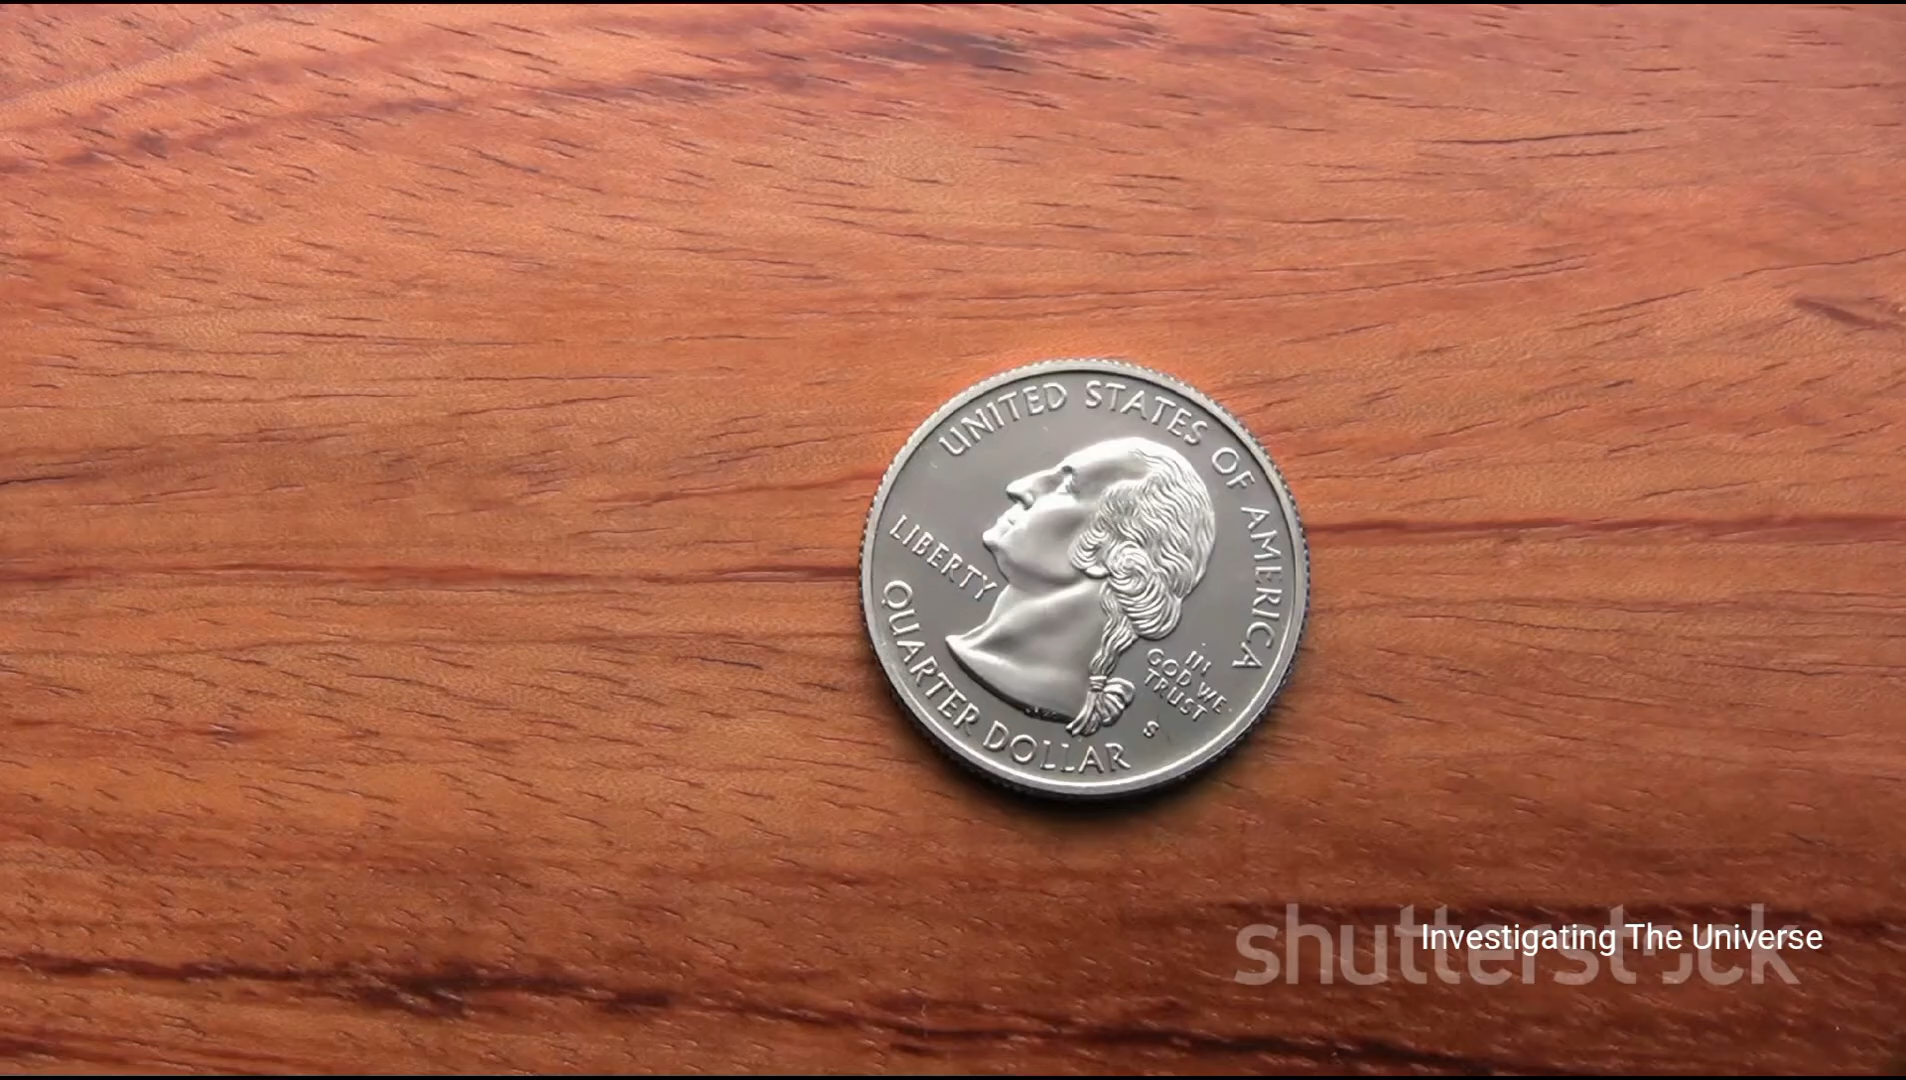 UNITED STATES OF AMERICA
LIBERTY
IN
GOD WE
TRUST
S
QUARTER DOLLAR
shutterstock
Investigating The Universe